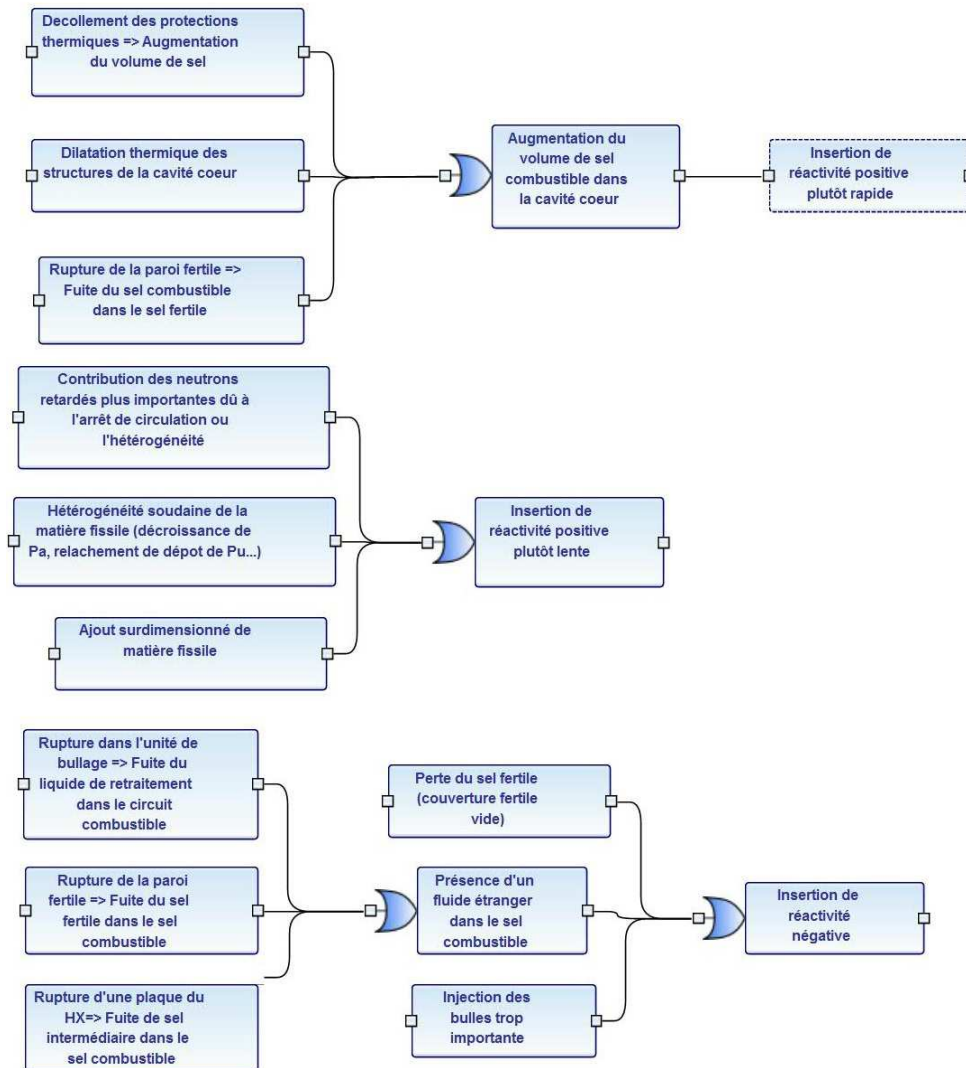 Decollement des protections
thermiques => Augmentation
du volume de sel
Dilatation thermique des
structures de la cavité coeur
Rupture de la paroi fertile =>
Fuite du sel combustible
dans le sel fertile
Augmentation du
volume de sel
combustible dans
la cavité coeur
Insertion de
réactivité positive
plutôt rapide
Contribution des neutrons
retardés plus importantes dû à
l'arrêt de circulation ou
l'hétérogénéité
Hétérogénéité soudaine de la
matière fissile (décroissance de
Pa, relachement de dépot de Pu...)
Ajout surdimensionné de
matière fissile
Insertion de
réactivité positive
plutôt lente
Rupture dans l'unité de
bullage => Fuite du
liquide de retraitement
dans le circuit
combustible
Rupture de la paroi
fertile => Fuite du sel
fertile dans le sel
combustible
Rupture d'une plaque du
HX=> Fuite de sel
intermédiaire dans le
sel combustible
Perte du sel fertile
(couverture fertile
vide)
Présence d'un
fluide étranger
dans le sel
combustible
Injection des
bulles trop
importante
Insertion de
réactivité
négative